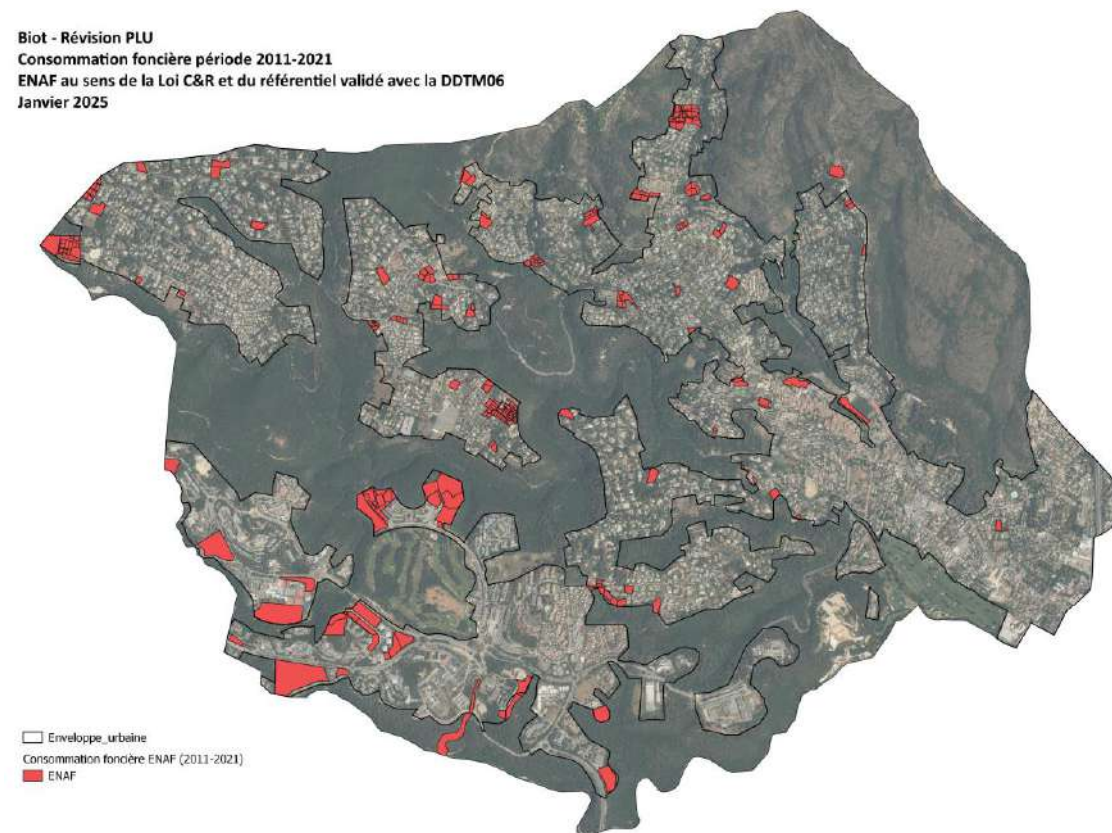 Biot - Révision PLU
Consommation foncière période 2011-2021
ENAF au sens de la Loi C&R et du référentiel validé avec la DDTM06
Janvier 2025
Enveloppe_urbaine
Consommation foncière ENAF (2011-2021)
ENAF